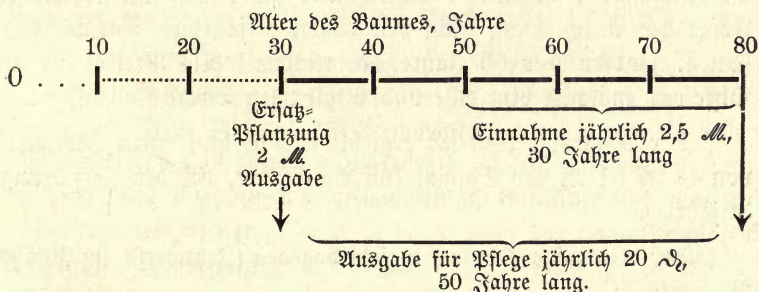 Alter des Baumes, Jahre
0 10 20 30 40 50 60 70 80
Ersatz-
Pflanzung
2 ℳ.
Ausgabe
Einnahme jährlich 2,5 ℳ.,
30 Jahre lang
Ausgabe für Pflege jährlich 20 ₰,
50 Jahre lang.